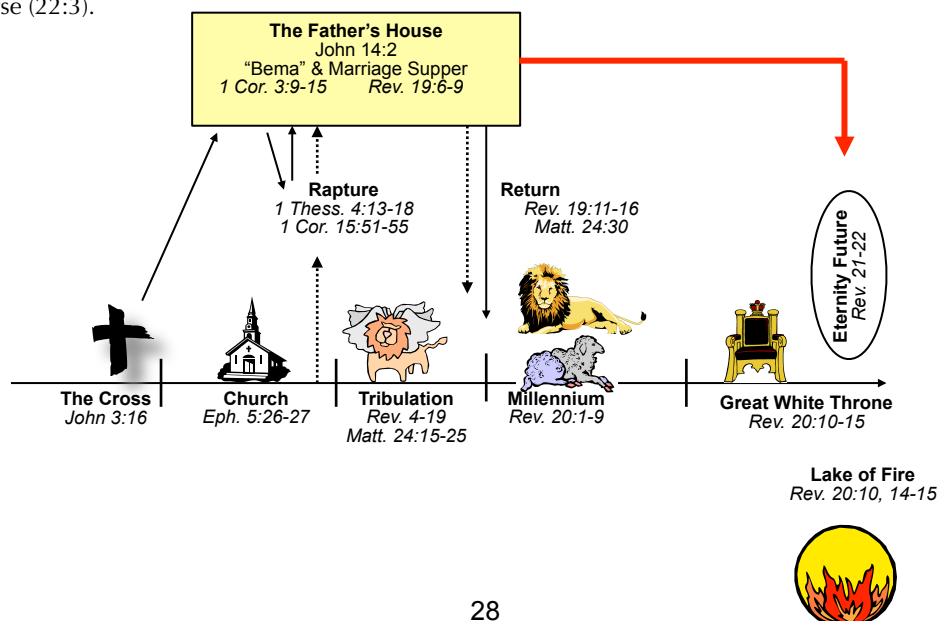 se (22:3).
The Father's House
John 14:2
"Bema" & Marriage Supper
1 Cor. 3:9-15 Rev. 19:6-9
Rapture
1 Thess. 4:13-18
1 Cor. 15:51-55
Return
Rev. 19:11-16
Matt. 24:30
Eternity Future
Rev. 21-22
The Cross
John 3:16
Church
Eph. 5:26-27
Tribulation
Rev. 4-19
Matt. 24:15-25
Millennium
Rev. 20:1-9
Great White Throne
Rev. 20:10-15
Lake of Fire
Rev. 20:10, 14-15
28